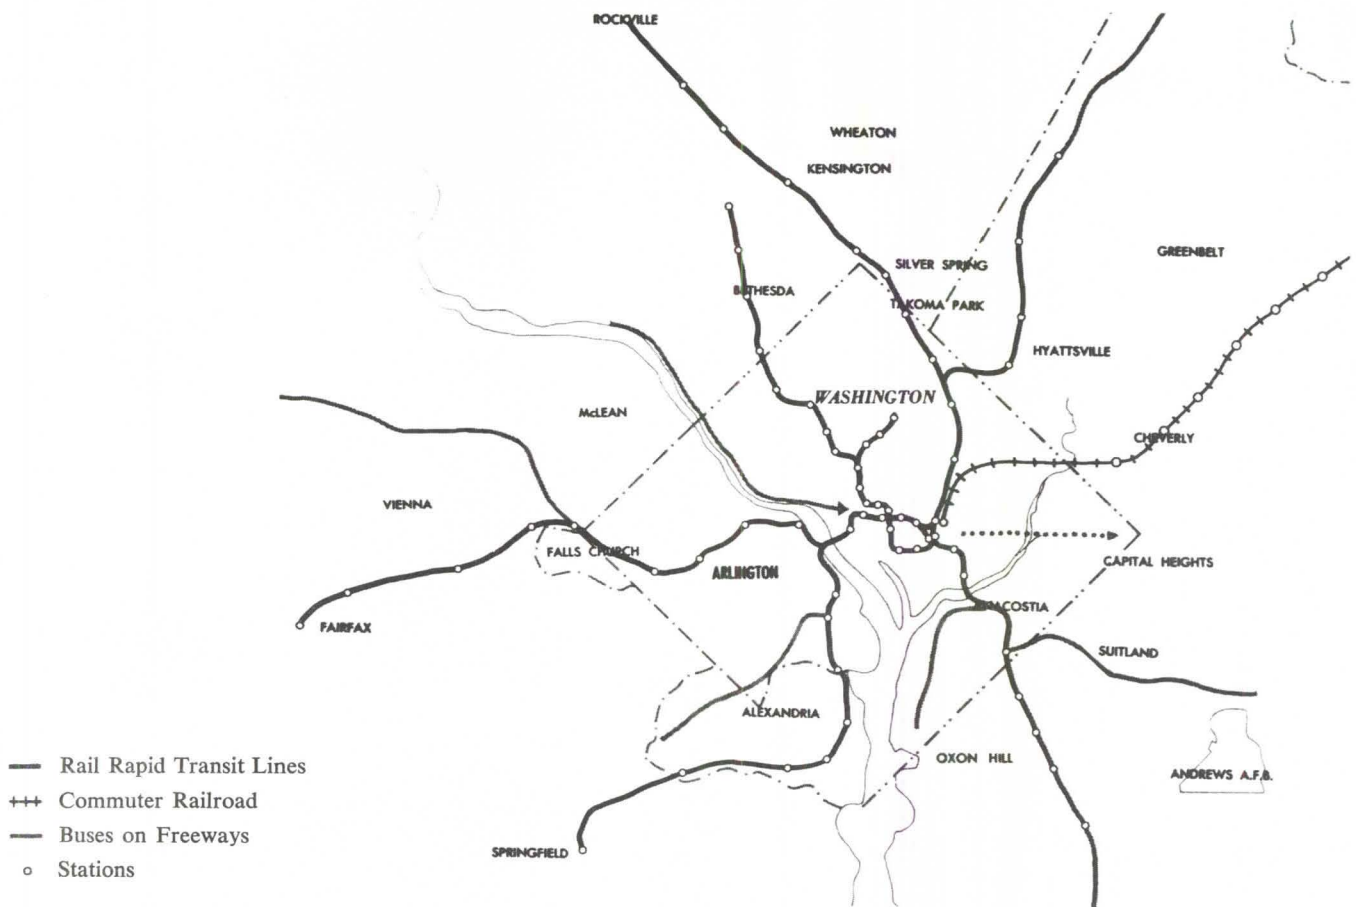 ROCKVILLE
WHEATON
KENSINGTON
GREENBELT
SILVER SPRING
BETHESDA
TAKOMA PARK
HYATTSVILLE
WASHINGTON
McLEAN
CHEVERLY
VIENNA
FALLS CHURCH
ARLINGTON
CAPITAL HEIGHTS
ANACOSTIA
FAIRFAX
SUITLAND
ALEXANDRIA
OXON HILL
ANDREWS A.F.B.
SPRINGFIELD
Rail Rapid Transit Lines
Commuter Railroad
Buses on Freeways
Stations